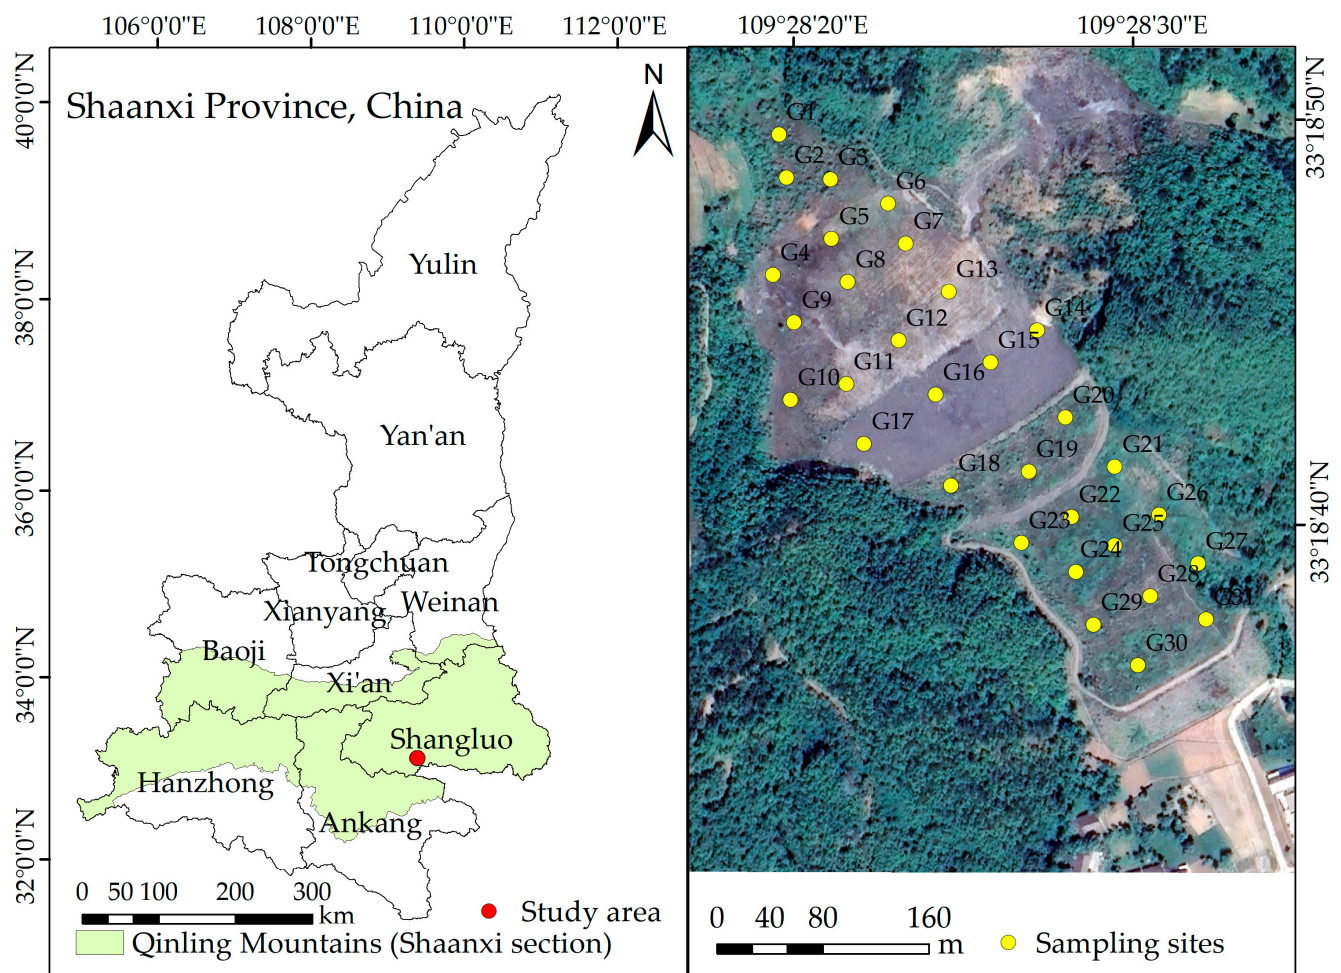 106°0'0"E 108°0'0"E 110°0'0"E 112°0'0"E
40°0'0"N
38°0'0"N
36°0'0"N
34°0'0"N
32°0'0"N
Shaanxi Province, China
N
Yulin
Yan'an
Tongchuan
Xianyang
Weinan
Baoji
Xi'an
Shangluo
Hanzhong
Ankang
0 50 100 200 300
km
Study area
Qinling Mountains (Shaanxi section)
109°28'20"E 109°28'30"E
33°18'50"N
33°18'40"N
G1
G2 G3
G6
G5 G7
G4 G8 G13
G9 G12 G14
G15
G11
G10 G16
G20
G17
G18 G19 G21
G22 G26
G23 G25
G24 G27
G28
G29 G31
G30
0 40 80 160
m
Sampling sites